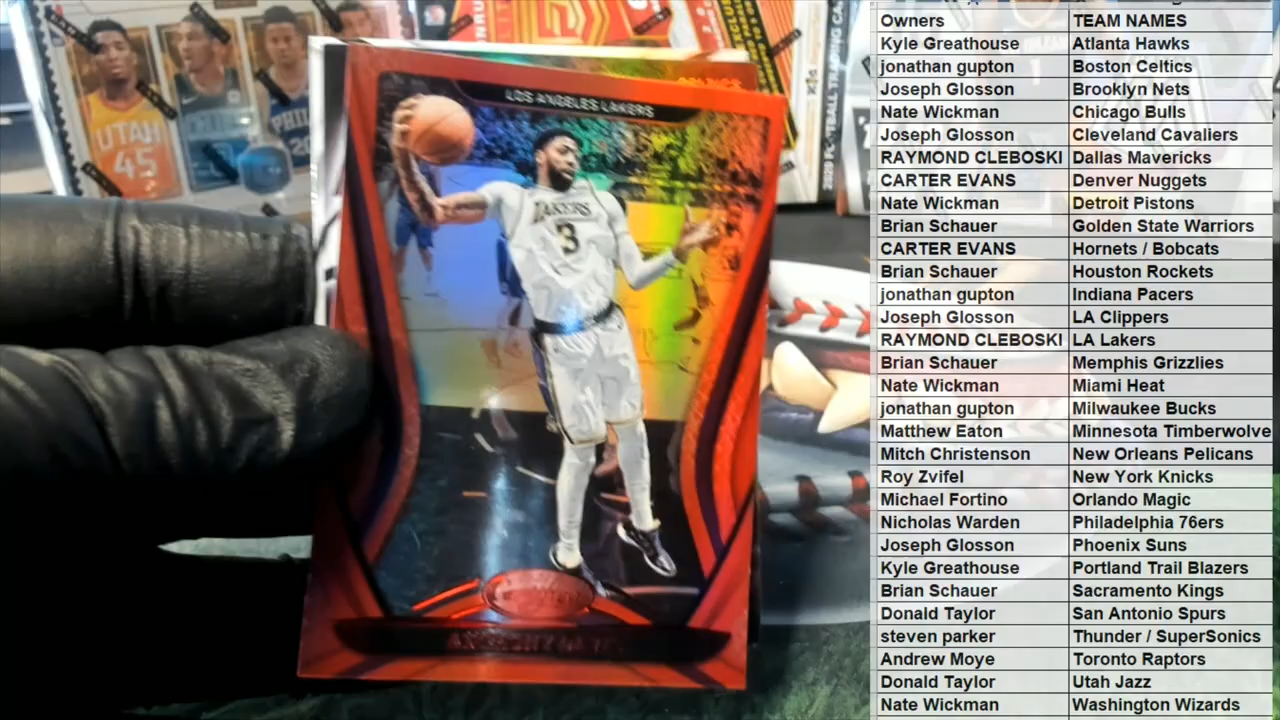 UTAH
45
PHIL
20
2020 FC. TEAM. TRADING CA
LOS ANGELES LAKERS
LAKERS
3
Owners TEAM NAMES
Kyle Greathouse Atlanta Hawks
jonathan gupton Boston Celtics
Joseph Glosson Brooklyn Nets
Nate Wickman Chicago Bulls
Joseph Glosson Cleveland Cavaliers
RAYMOND CLEBOSKI Dallas Mavericks
CARTER EVANS Denver Nuggets
Nate Wickman Detroit Pistons
Brian Schauer Golden State Warriors
CARTER EVANS Hornets / Bobcats
Brian Schauer Houston Rockets
jonathan gupton Indiana Pacers
Joseph Glosson LA Clippers
RAYMOND CLEBOSKI LA Lakers
Brian Schauer Memphis Grizzlies
Nate Wickman Miami Heat
jonathan gupton Milwaukee Bucks
Matthew Eaton Minnesota Timberwolve
Mitch Christenson New Orleans Pelicans
Roy Zvifel New York Knicks
Michael Fortino Orlando Magic
Nicholas Warden Philadelphia 76ers
Joseph Glosson Phoenix Suns
Kyle Greathouse Portland Trail Blazers
Brian Schauer Sacramento Kings
Donald Taylor San Antonio Spurs
steven parker Thunder / SuperSonics
Andrew Moye Toronto Raptors
Donald Taylor Utah Jazz
Nate Wickman Washington Wizards